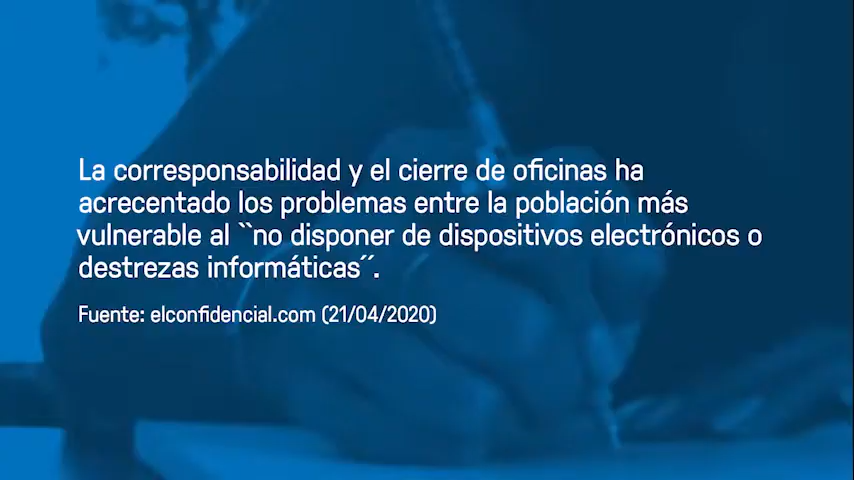 La corresponsabilidad y el cierre de oficinas ha
acrecentado los problemas entre la población más
vulnerable al ``no disponer de dispositivos electrónicos o
destrezas informáticas´´.
Fuente: elconfidencial.com (21/04/2020)